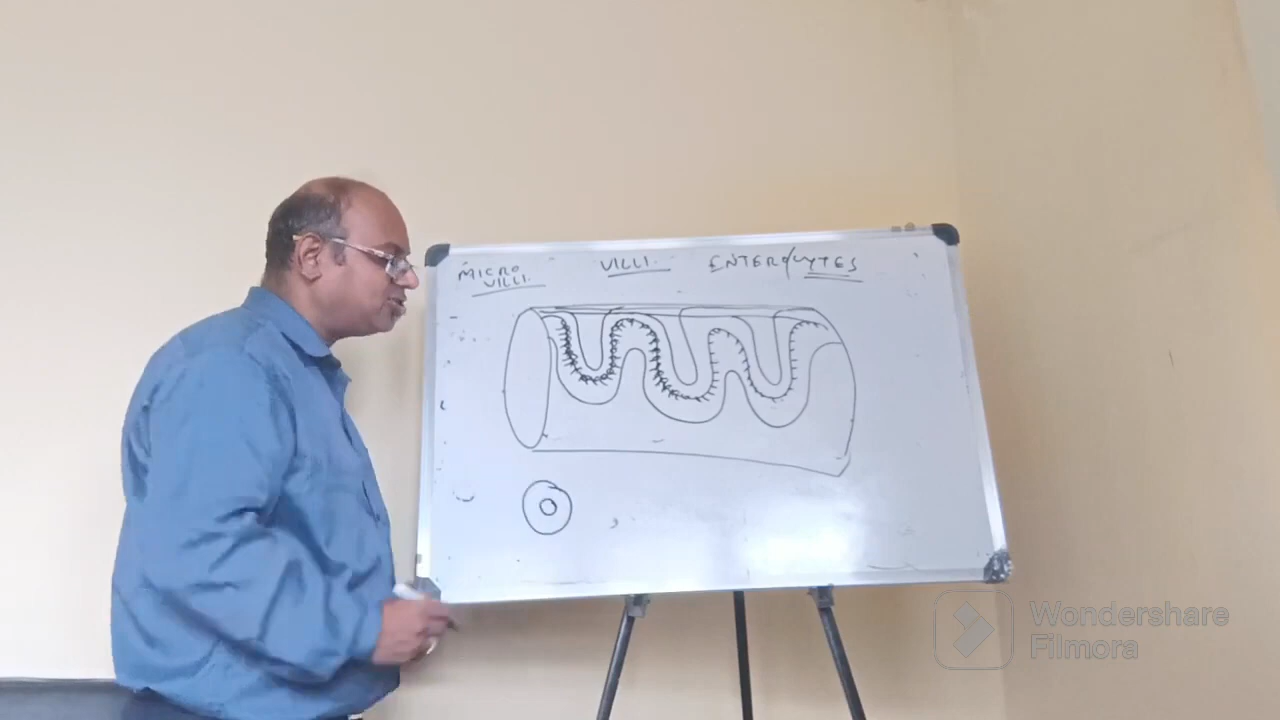 MICRO
VILLI.
VILLI
ENTEROCYTES
Wondershare
Filmora